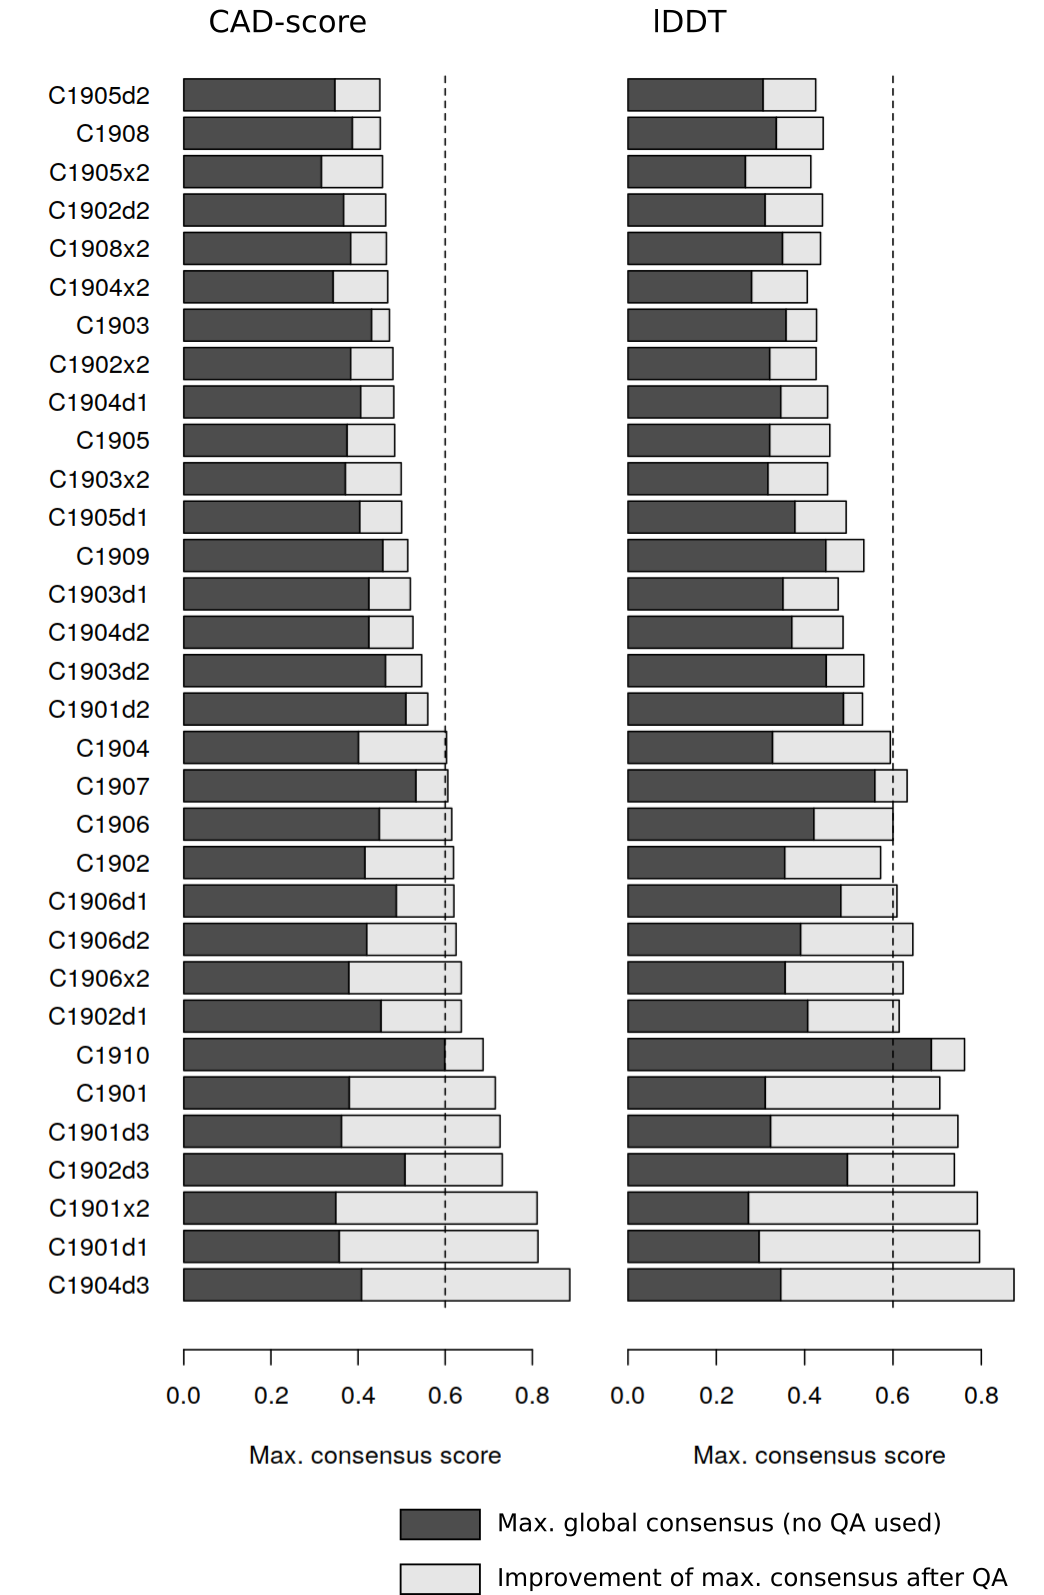 CAD-score
lDDT
C1905d2
C1908
C1905x2
C1902d2
C1908x2
C1904x2
C1903
C1902x2
C1904d1
C1905
C1903x2
C1905d1
C1909
C1903d1
C1904d2
C1903d2
C1901d2
C1904
C1907
C1906
C1902
C1906d1
C1906d2
C1906x2
C1902d1
C1910
C1901
C1901d3
C1902d3
C1901x2
C1901d1
C1904d3
0.0 0.2 0.4 0.6 0.8
0.0 0.2 0.4 0.6 0.8
Max. consensus score
Max. consensus score
Max. global consensus (no QA used)
Improvement of max. consensus after QA